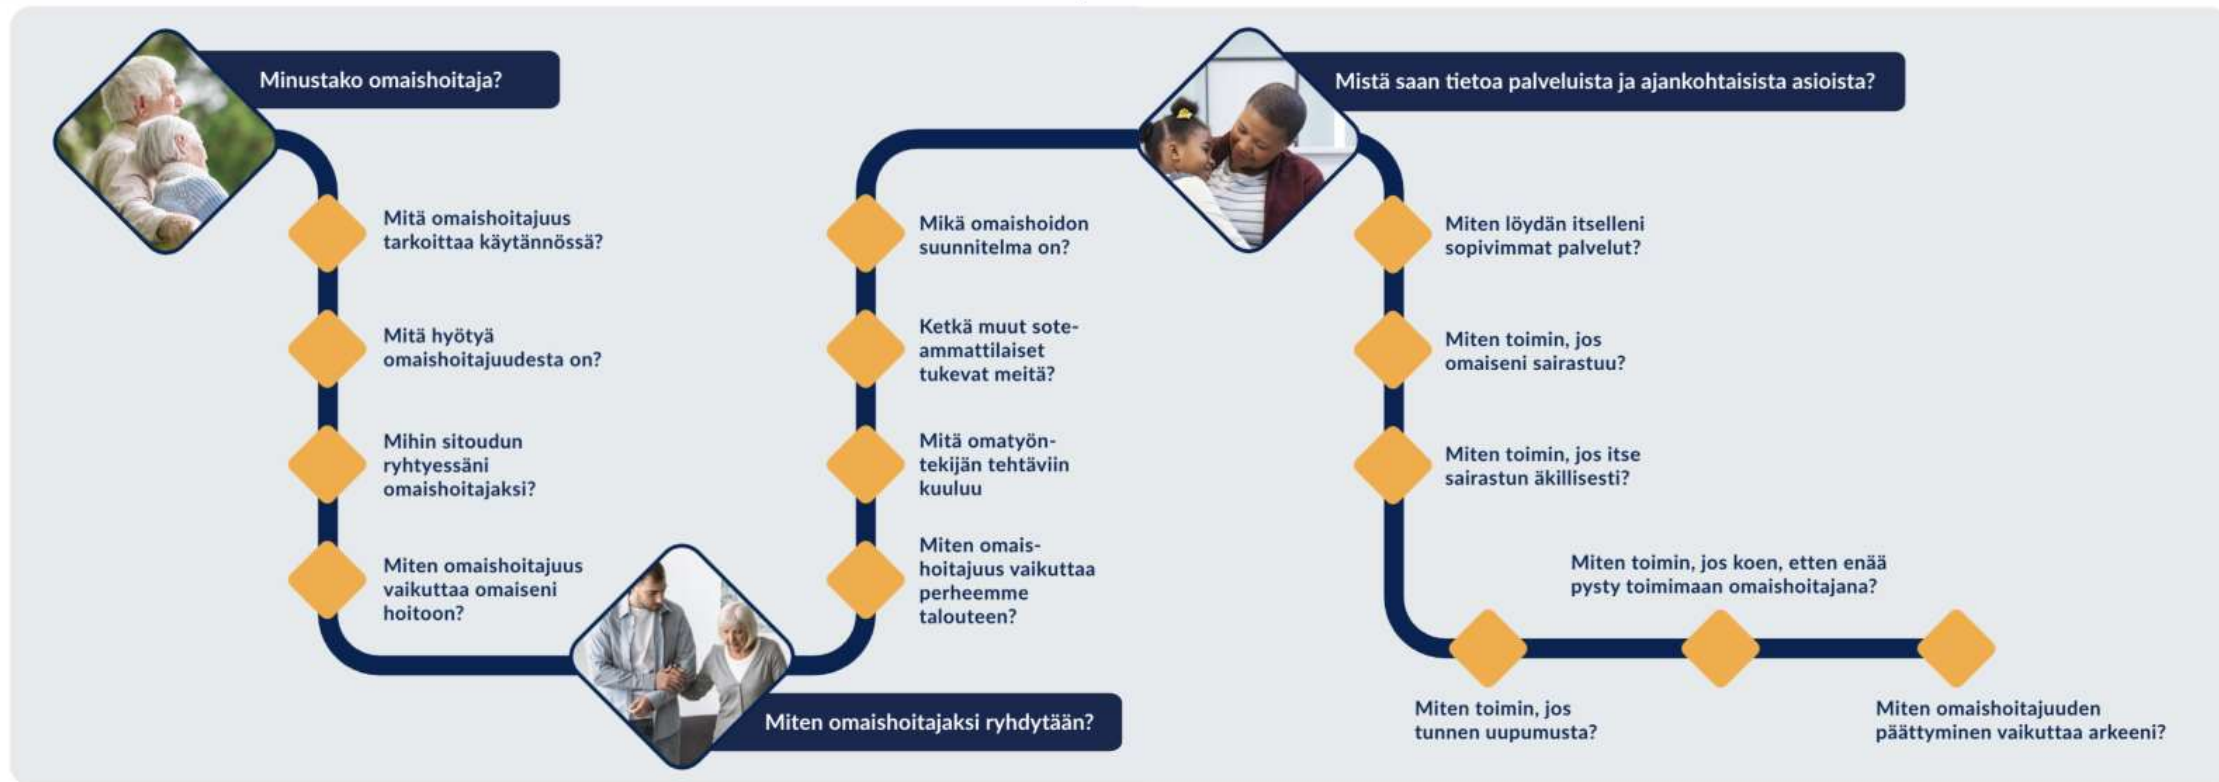 Minustako omaishoitaja?
Mitä omaishoitajuus
tarkoittaa käytännössä?
Mitä hyötyä
omaishoitajuudesta on?
Mihin sitoudun
ryhtyessäni
omaishoitajaksi?
Miten omaishoitajuus
vaikuttaa omaiseni
hoitoon?
Miten omaishoitajaksi ryhdytään?
Miten omais-
hoitajuus vaikuttaa
perheemme
talouteen?
Mitä omatyön-
tekijän tehtäviin
kuuluu
Ketkä muut sote-
ammattilaiset
tukevat meitä?
Mikä omaishoidon
suunnitelma on?
Mistä saan tietoa palveluista ja ajankohtaisista asioista?
Miten löydän itselleni
sopivimmat palvelut?
Miten toimin, jos
omaiseni sairastuu?
Miten toimin, jos itse
sairastun äkillisesti?
Miten toimin, jos
tunnen uupumusta?
Miten toimin, jos koen, etten enää
pysty toimimaan omaishoitajana?
Miten omaishoitajuuden
päättyminen vaikuttaa arkeeni?